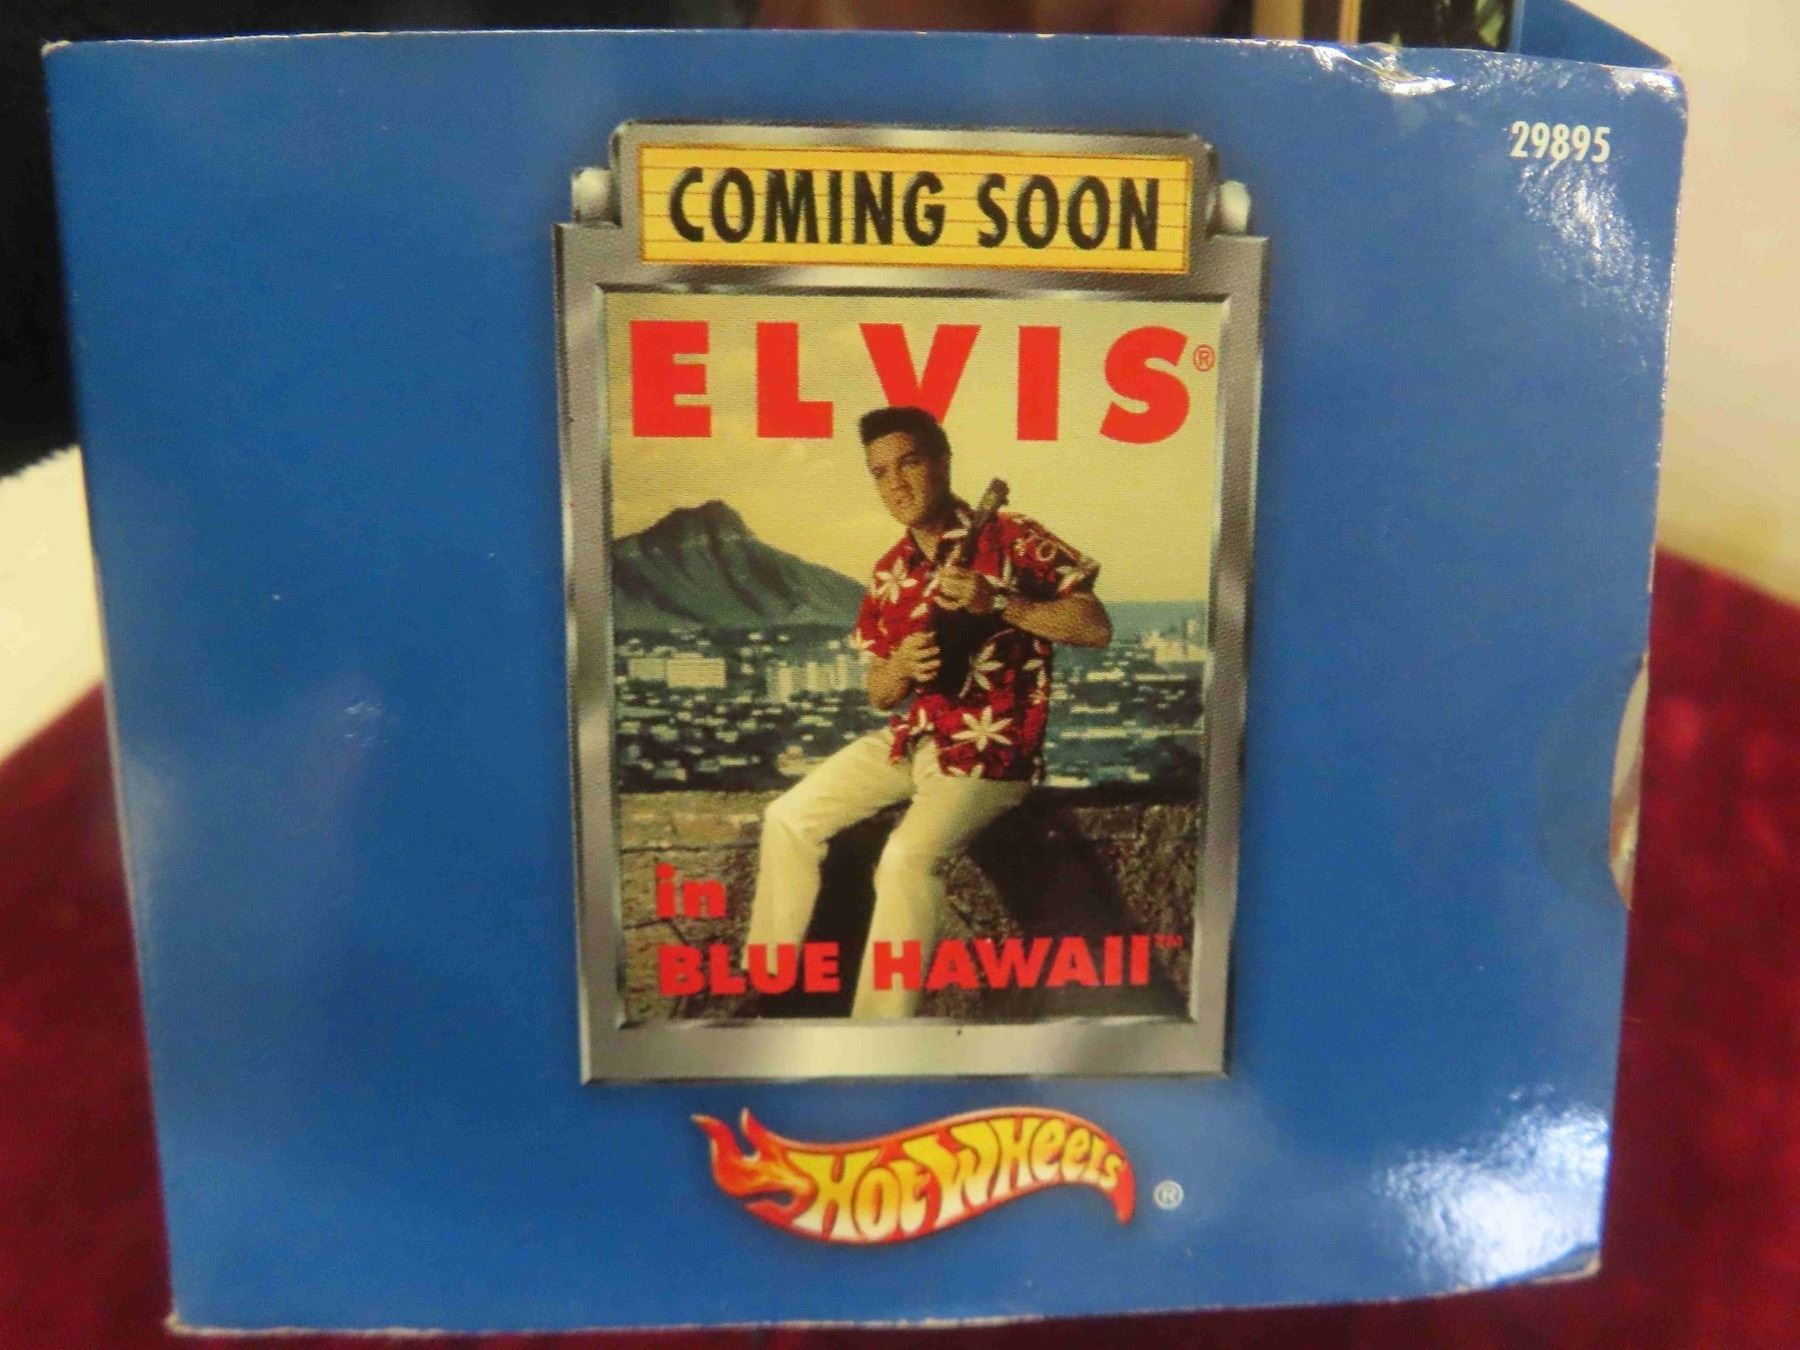 29895
COMING SOON
ELVIS®
in
BLUE HAWAII™
HOT WHEELS ®